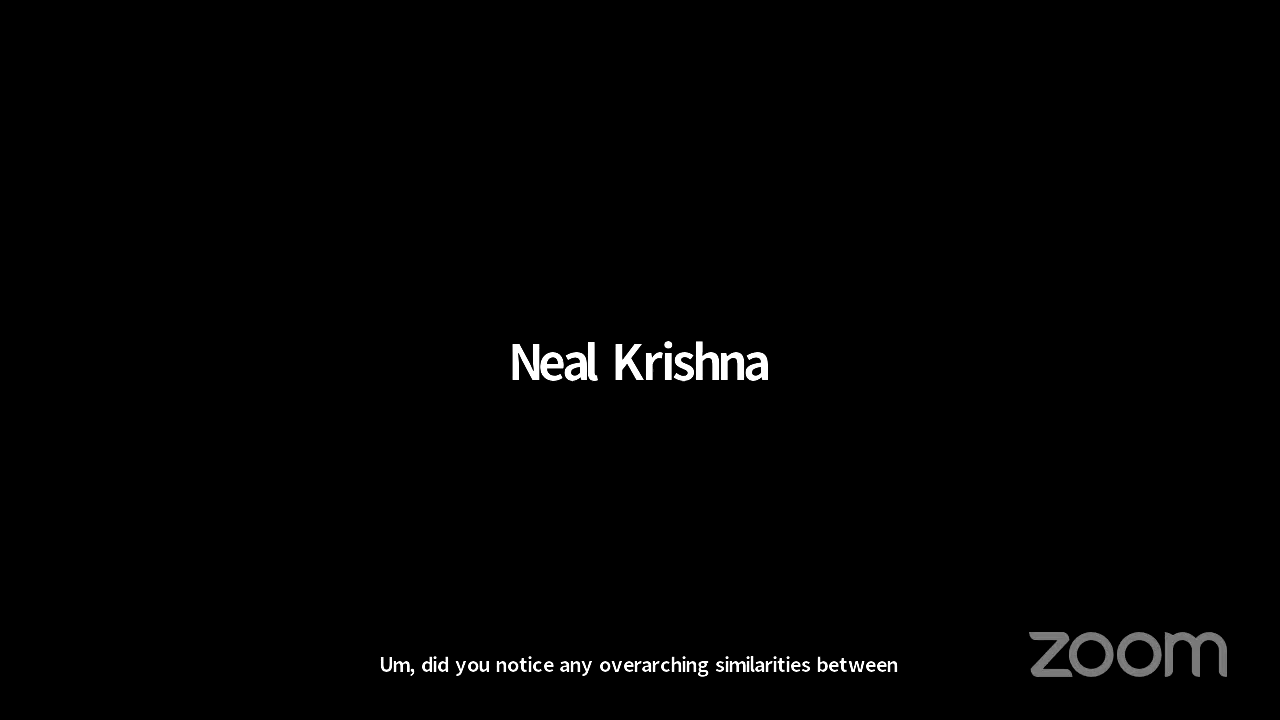 Neal Krishna
Um, did you notice any overarching similarities between
zoom